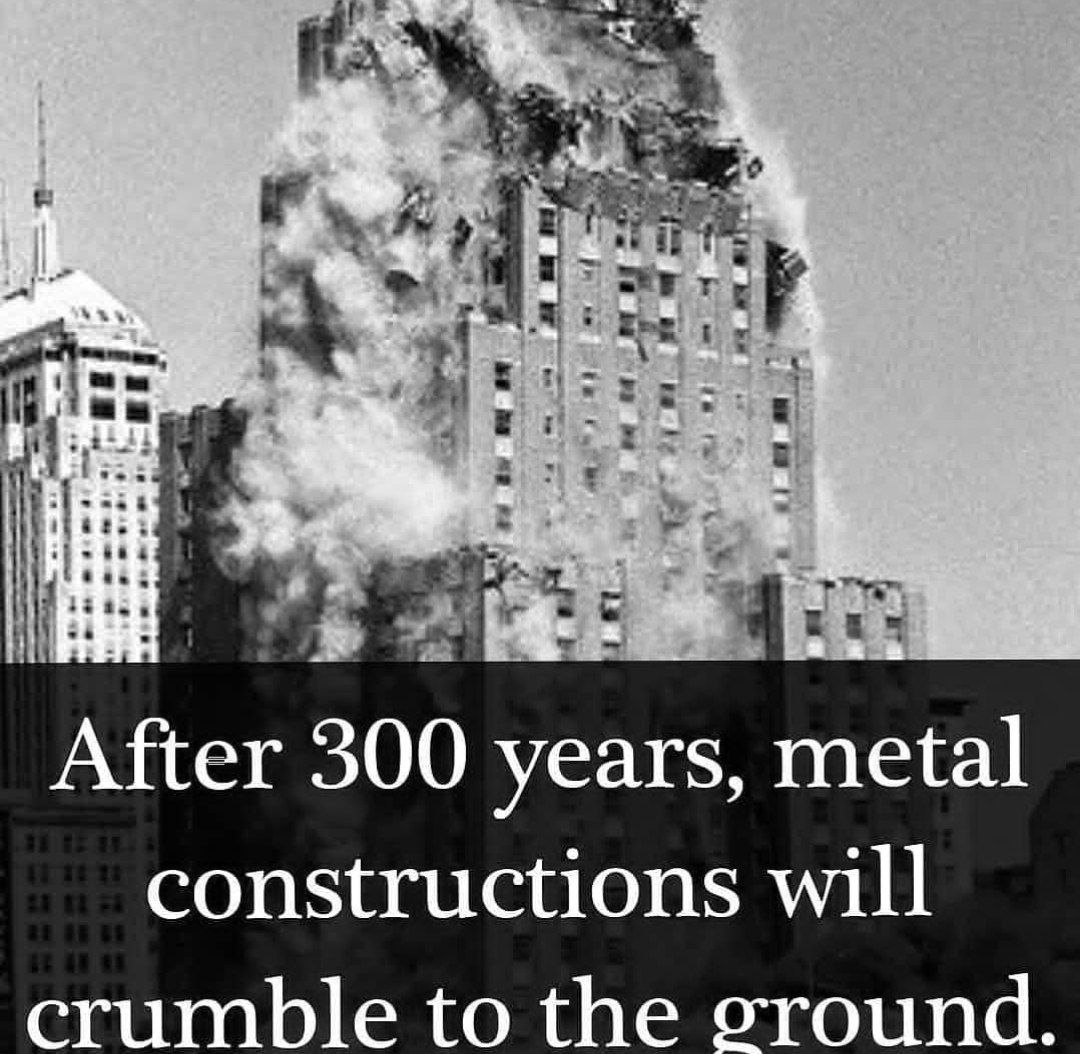 After 300 years, metal
constructions will
crumble to the ground.